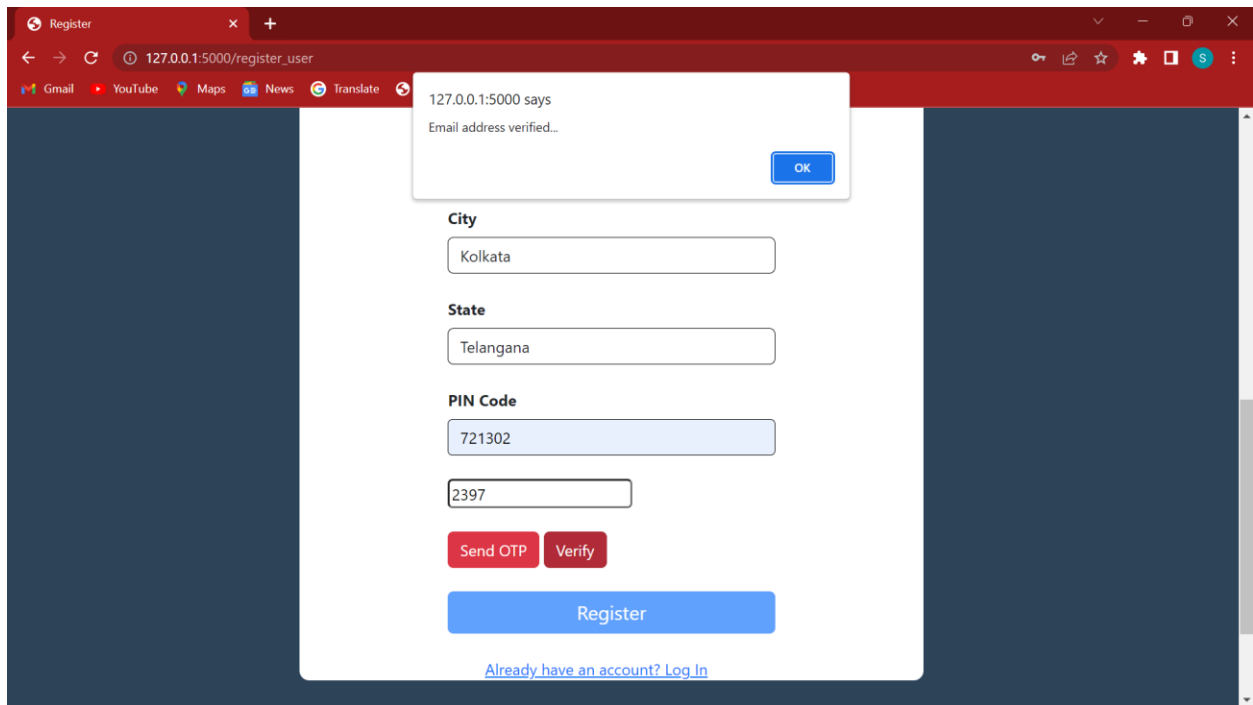 Register
127.0.0.1:5000/register_user
S
Gmail YouTube Maps News Translate
127.0.0.1:5000 says
Email address verified...
OK
City
Kolkata
State
Telangana
PIN Code
721302
2397
Send OTP Verify
Register
Already have an account? Log In